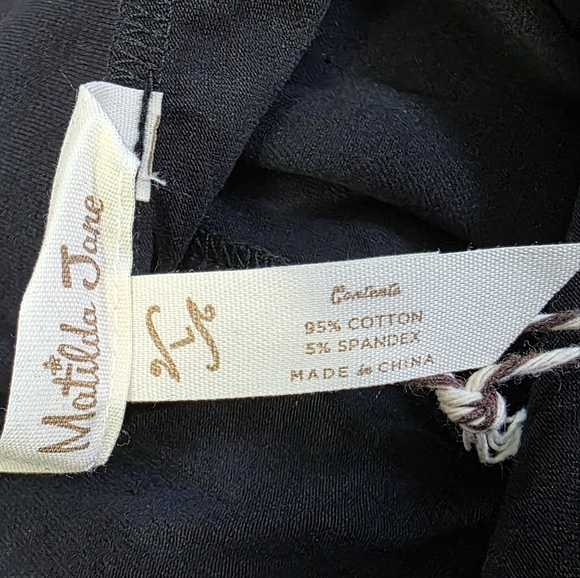 Matilda Jane
L
Contents
95% COTTON
5% SPANDEX
MADE in CHINA